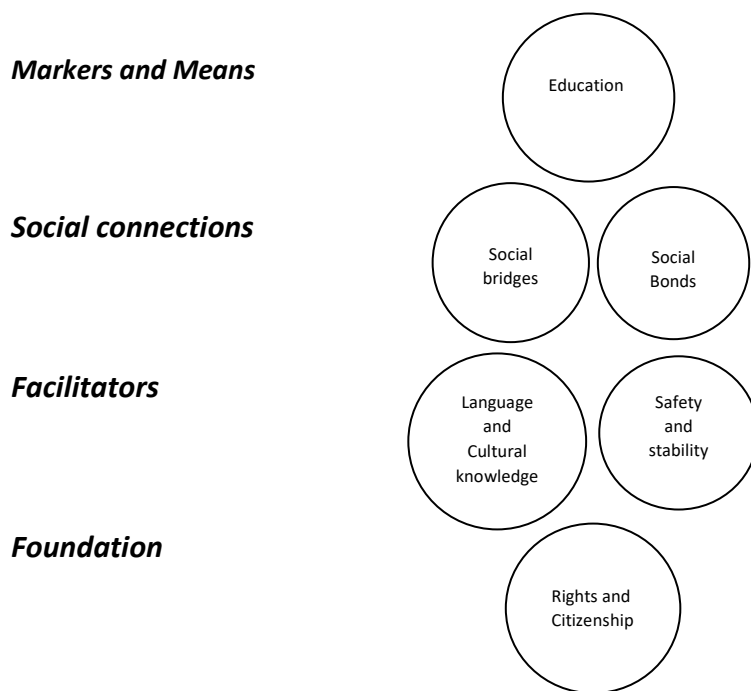 Markers and Means
Education
Social connections
Social
bridges
Social
Bonds
Facilitators
Language
and
Cultural
knowledge
Safety
and
stability
Foundation
Rights and
Citizenship